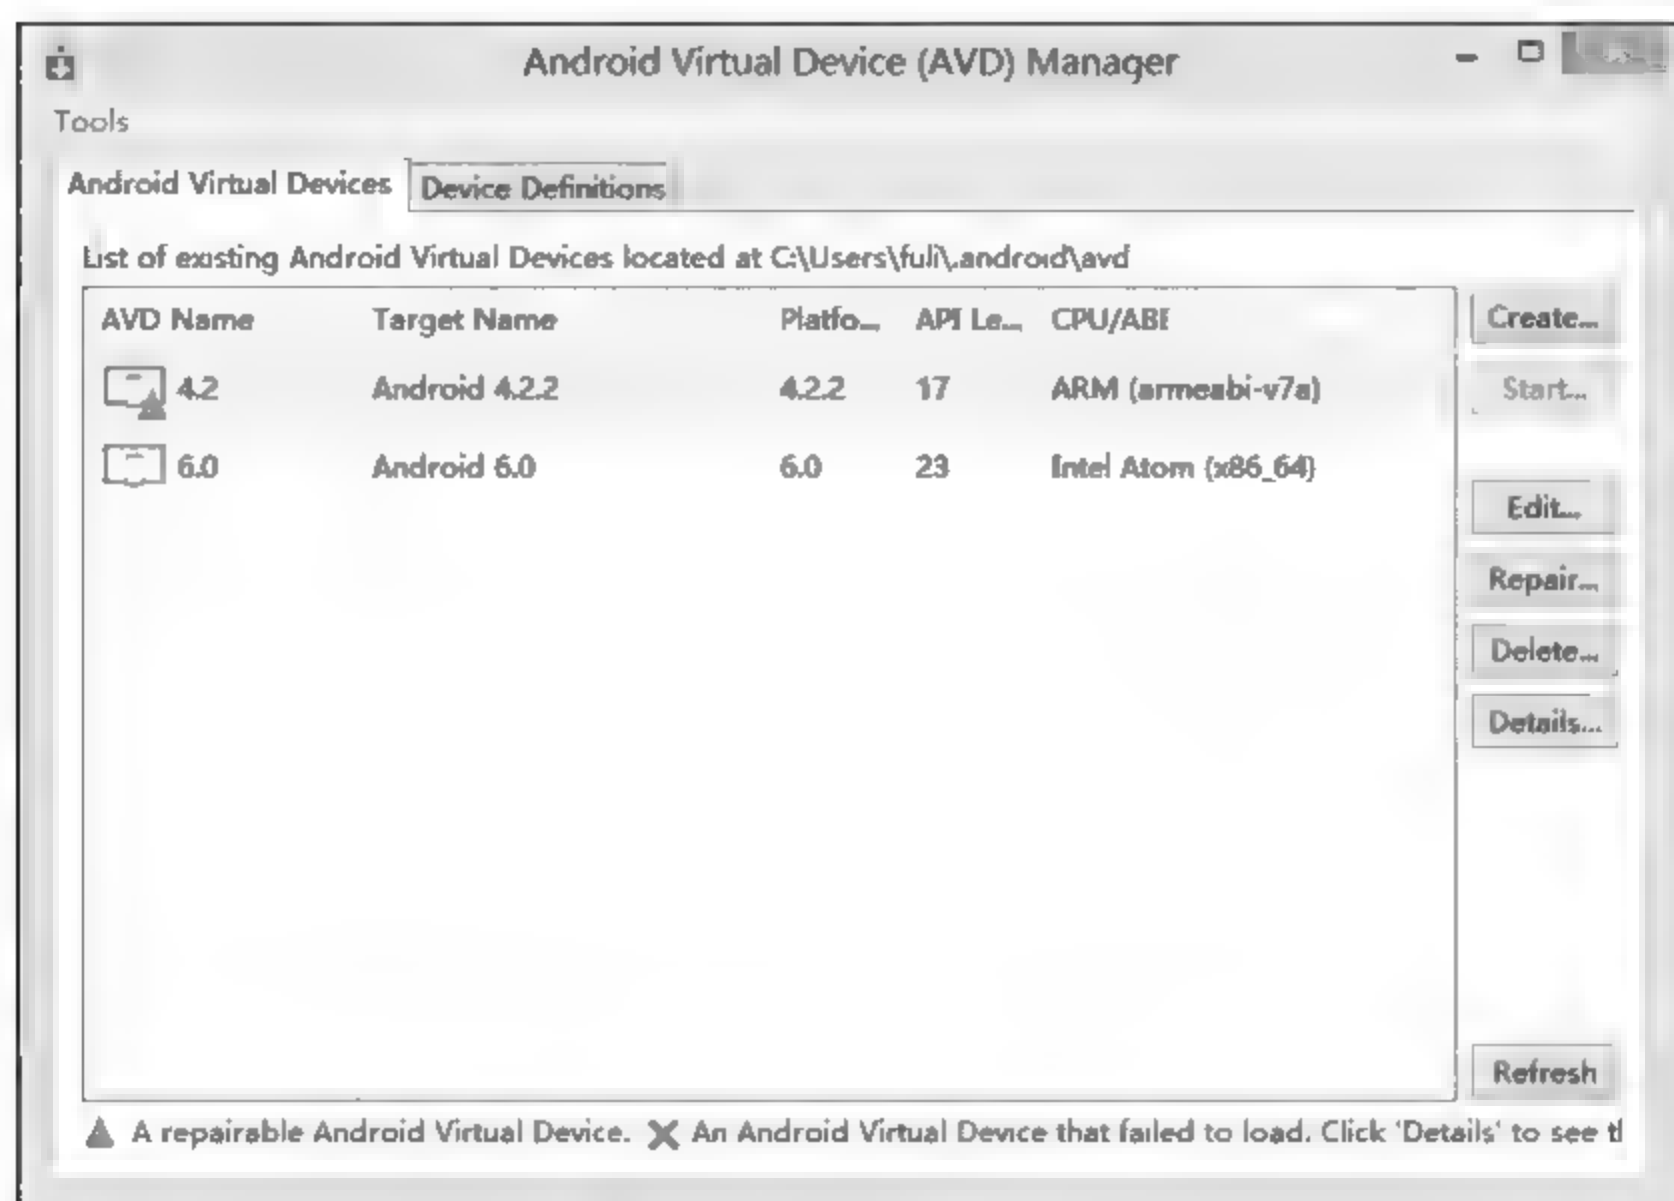 Android Virtual Device (AVD) Manager
Tools
Android Virtual Devices Device Definitions
List of existing Android Virtual Devices located at C:\Users\fuli\.android\avd
AVD Name Target Name Platfo... API Le... CPU/ABI Create...
4.2 Android 4.2.2 4.2.2 17 ARM (armeabi-v7a) Start...
6.0 Android 6.0 6.0 23 Intel Atom (x86_64)
Edit...
Repair...
Delete...
Details...
Refresh
A repairable Android Virtual Device. An Android Virtual Device that failed to load. Click 'Details' to see